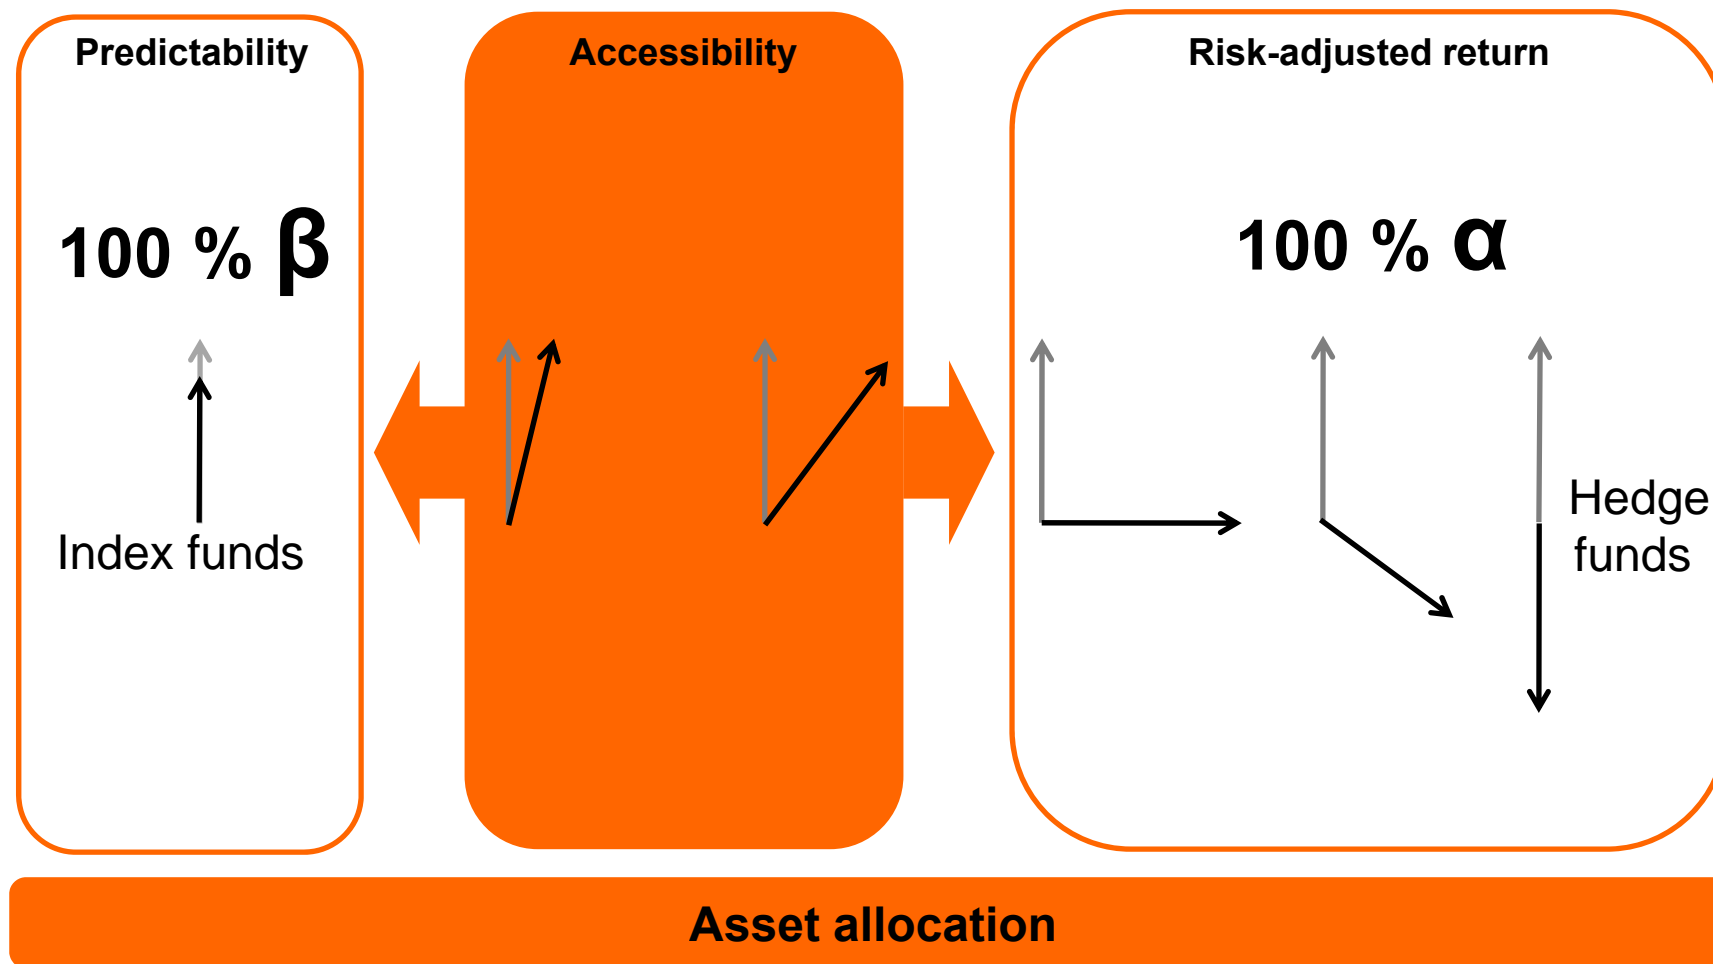 Predictability
Accessibility
Risk-adjusted return
100 % β
100 % α
Index funds
Hedge
funds
Asset allocation